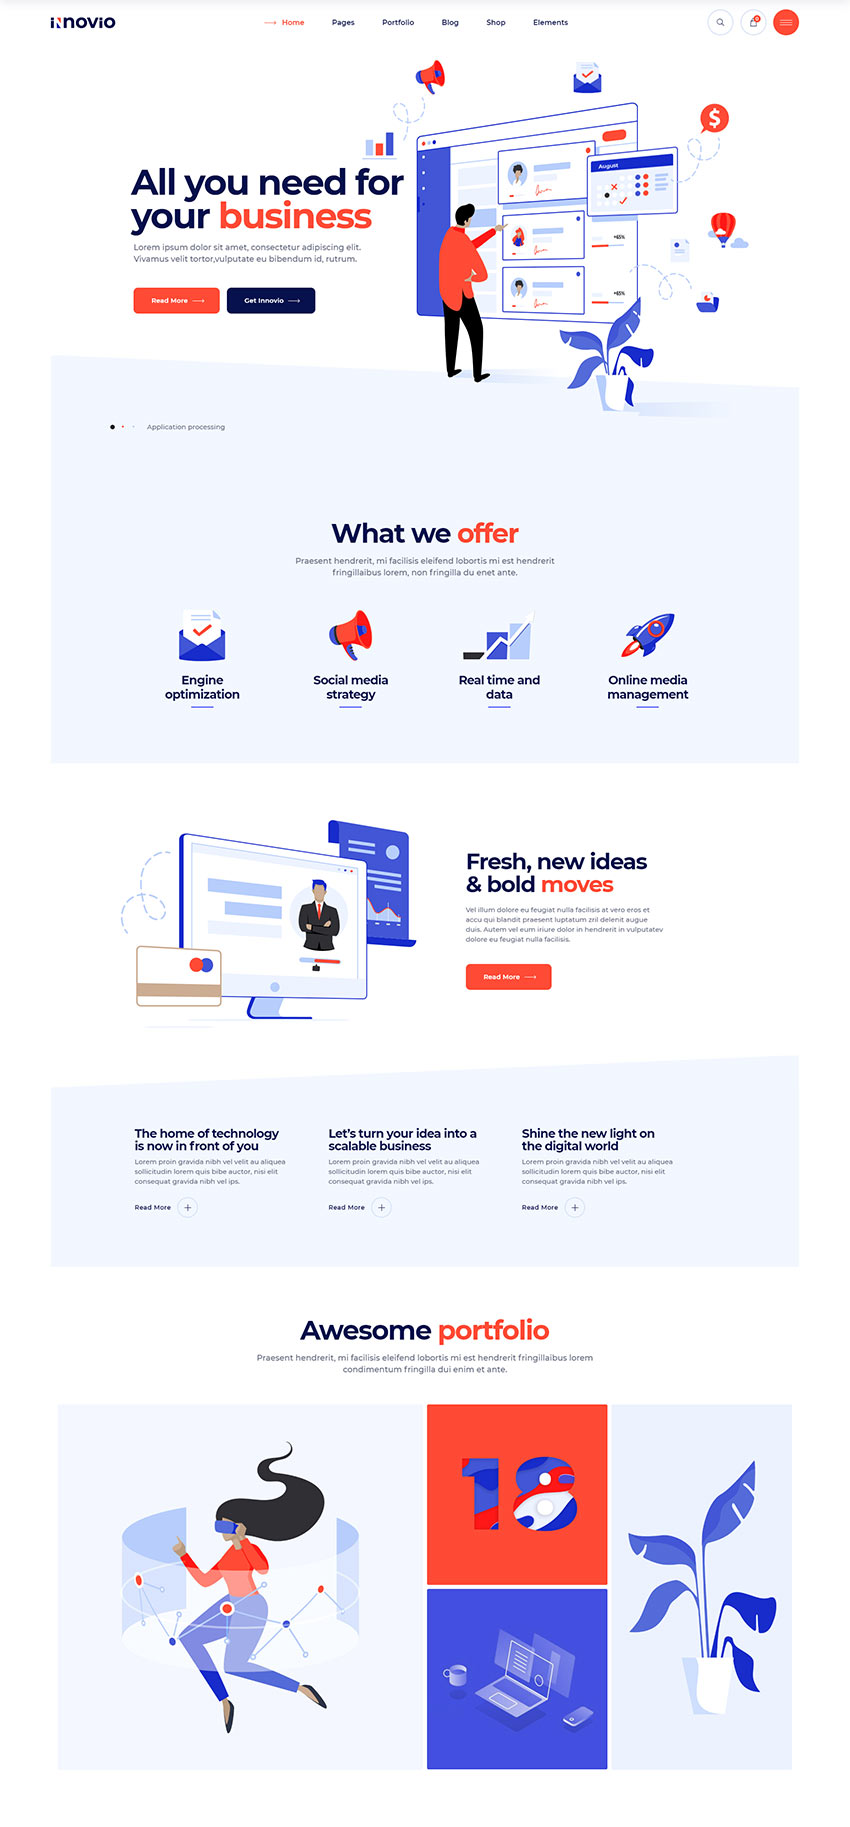 innovio
Home Pages Portfolio Blog Shop Elements
0
August
All you need for
your business
Lorem ipsum dolor sit amet, consectetur adipiscing elit.
Vivamus velit tortor,vulputate eu bibendum id, rutrum.
Read More
Get Innovio
+65%
+65%
$
Application processing
What we offer
Praesent hendrerit, mi facilisis eleifend lobortis mi est hendrerit
fringillaibus lorem, non fringilla du enet ante.
Engine
optimization
Social media
strategy
Real time and
data
Online media
management
Fresh, new ideas
& bold moves
Vel illum dolore eu feugiat nulla facilisis at vero eros et
accu qui blandit praesent luptatum zril delenit augue
duis. Autem vel eum iriure dolor in hendrerit in vulputatev
dolore eu feugiat nulla facilisis.
Read More
The home of technology
is now in front of you
Lorem proin gravida nibh vel velit au aliquea
sollicitudin lorem quis bibe auctor, nisi elit
consequat gravida nibh vel ips.
Read More
Let's turn your idea into a
scalable business
Lorem proin gravida nibh vel velit au aliquea
sollicitudin lorem quis bibe auctor, nisi elit
consequat gravida nibh vel ips.
Read More
Shine the new light on
the digital world
Lorem proin gravida nibh vel velit au aliquea
sollicitudin lorem quis bibe auctor, nisi elit
consequat gravida nibh vel ips.
Read More
Awesome portfolio
Praesent hendrerit, mi facilisis eleifend lobortis mi est hendrerit fringillaibus lorem
condimentum fringilla dui enim et ante.
18